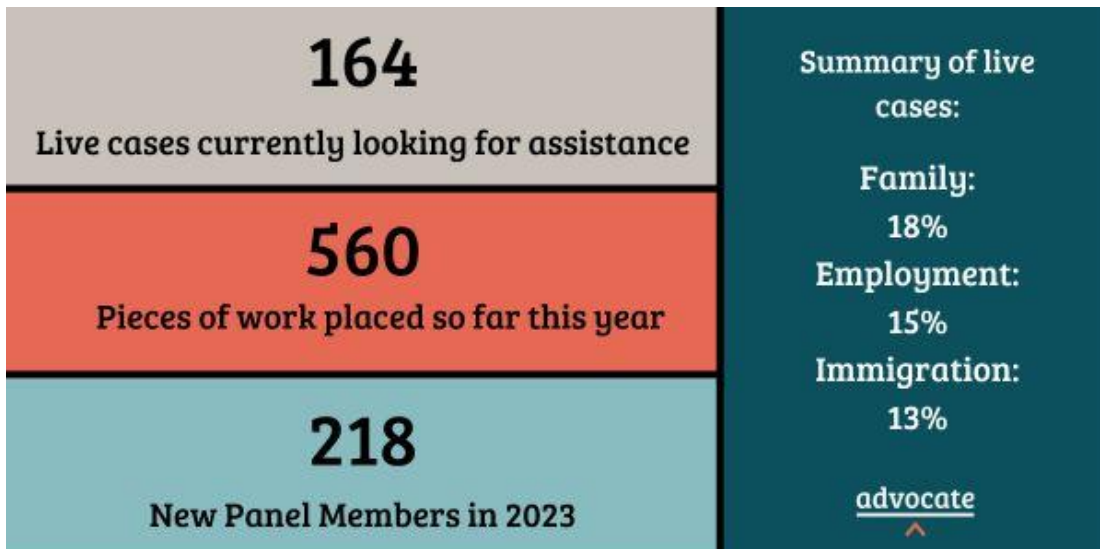 164
Live cases currently looking for assistance
560
Pieces of work placed so far this year
218
New Panel Members in 2023
Summary of live
cases:
Family:
18%
Employment:
15%
Immigration:
13%
advocate